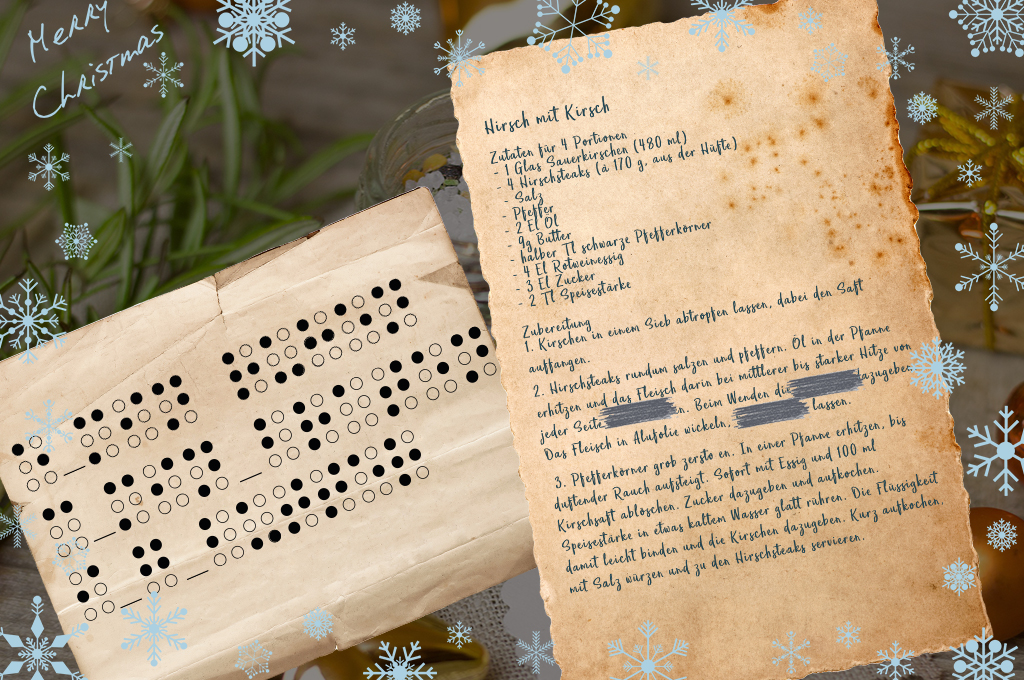 Merry
Christmas
Hirsch mit Kirsch
Zutaten für 4 Portionen
- 1 Glas Sauerkirschen (480 ml)
- 4 Hirschsteaks (à 170 g, aus der Hüfte)
- Salz
- Pfeffer
- 2 El Öl
- 9g Butter
- halber Tl schwarze Pfefferkörner
- 4 El Rotweinessig
- 3 El Zucker
- 2 Tl Speisestärke
Zubereitung
1. Kirschen in einem Sieb abtropfen lassen, dabei den Saft
auffangen.
2. Hirschsteaks rundum salzen und pfeffern. Öl in der Pfanne
erhitzen und das Fleisch darin bei mittlerer bis starker Hitze von
jeder Seite en. Beim Wenden die dazugeben
Das Fleisch in Alufolie wickeln, lassen.
3. Pfefferkörner grob zersto en. In einer Pfanne erhitzen, bis
duftender Rauch aufsteigt. Sofort mit Essig und 100 ml
Kirschsaft ablöschen. Zucker dazugeben und aufkochen.
Speisestärke in etwas kaltem Wasser glatt rühren. Die Flüssigkeit
damit leicht binden und die Kirschen dazugeben. Kurz aufkochen,
mit Salz würzen und zu den Hirschsteaks servieren.